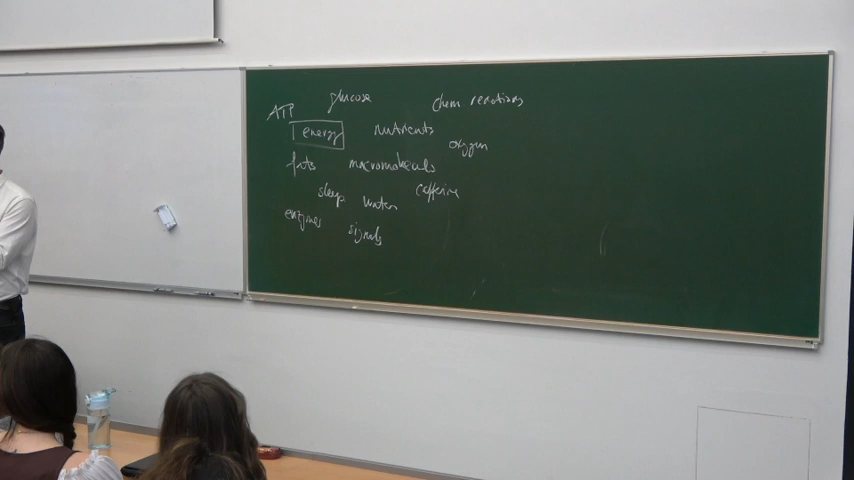 glucose chem reactions
ATP
energy nutrients
oxygen
fats macromolecules
sleep water caffeine
enzymes signals